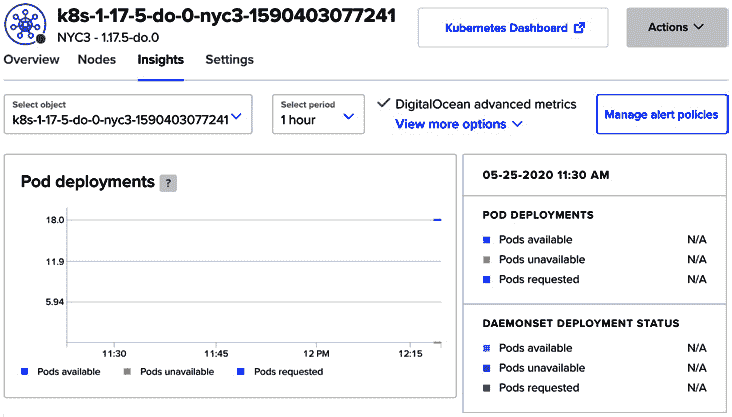 k8s-1-17-5-do-0-nyc3-1590403077241
NYC3 - 1.17.5-do.0
Kubernetes Dashboard
Actions
Overview Nodes Insights Settings
Select object
k8s-1-17-5-do-0-nyc3-1590403077241
Select period
1 hour
DigitalOcean advanced metrics
View more options
Manage alert policies
Pod deployments ?
18.0
11.9
5.94
11:30 11:45 12 PM 12:15
Pods available Pods unavailable Pods requested
05-25-2020 11:30 AM
POD DEPLOYMENTS
Pods available N/A
Pods unavailable N/A
Pods requested N/A
DAEMONSET DEPLOYMENT STATUS
Pods available N/A
Pods unavailable N/A
Pods requested N/A